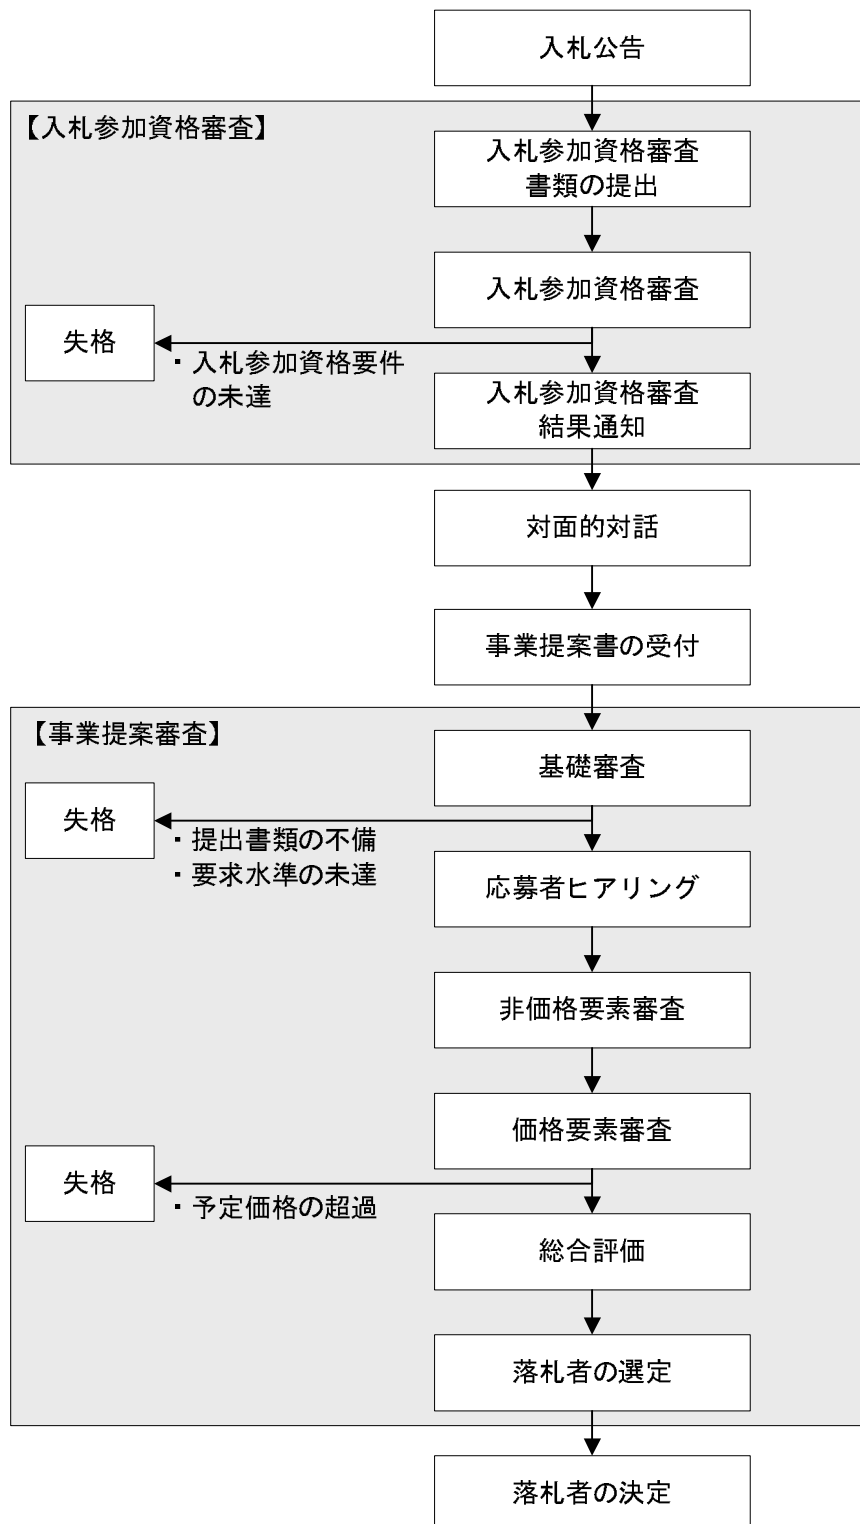 入札公告
【入札参加資格審査】
入札参加資格審査
書類の提出
入札参加資格審査
失格
・入札参加資格要件
の未達
入札参加資格審査
結果通知
対面的対話
事業提案書の受付
【事業提案審査】
基礎審査
失格
・提出書類の不備
・要求水準の未達
応募者ヒアリング
非価格要素審査
価格要素審査
失格
・予定価格の超過
総合評価
落札者の選定
落札者の決定